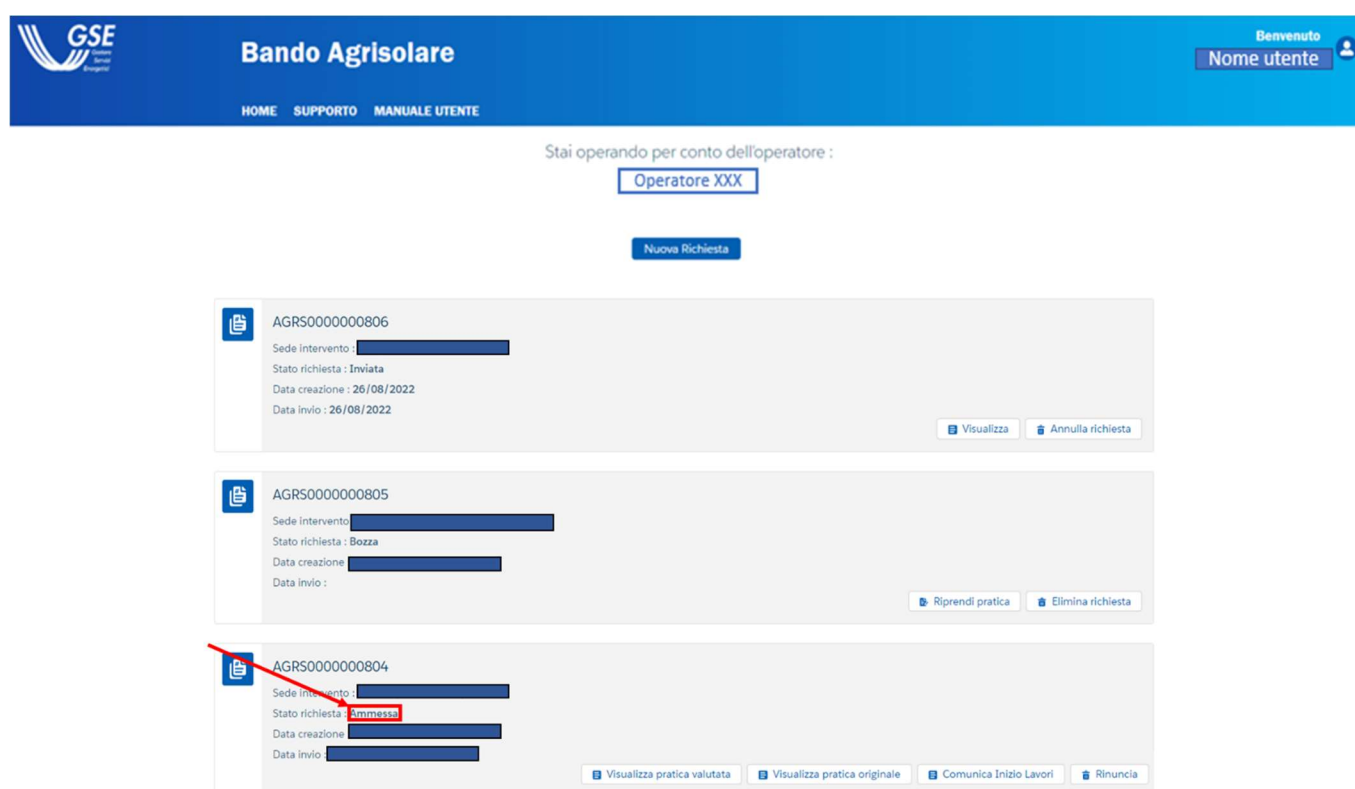 GSE
Gestore
Servizi
Energetici
Bando Agrisolare
Benvenuto
Nome utente
HOME SUPPORTO MANUALE UTENTE
Stai operando per conto dell'operatore :
Operatore XXX
Nuova Richiesta
AGRS0000000806
Sede intervento :
Stato richiesta : Inviata
Data creazione : 26/08/2022
Data invio : 26/08/2022
Visualizza Annulla richiesta
AGRS0000000805
Sede intervento
Stato richiesta : Bozza
Data creazione
Data invio :
Riprendi pratica Elimina richiesta
AGRS0000000804
Sede intervento :
Stato richiesta : Ammessa
Data creazione
Data invio :
Visualizza pratica valutata Visualizza pratica originale Comunica Inizio Lavori Rinuncia